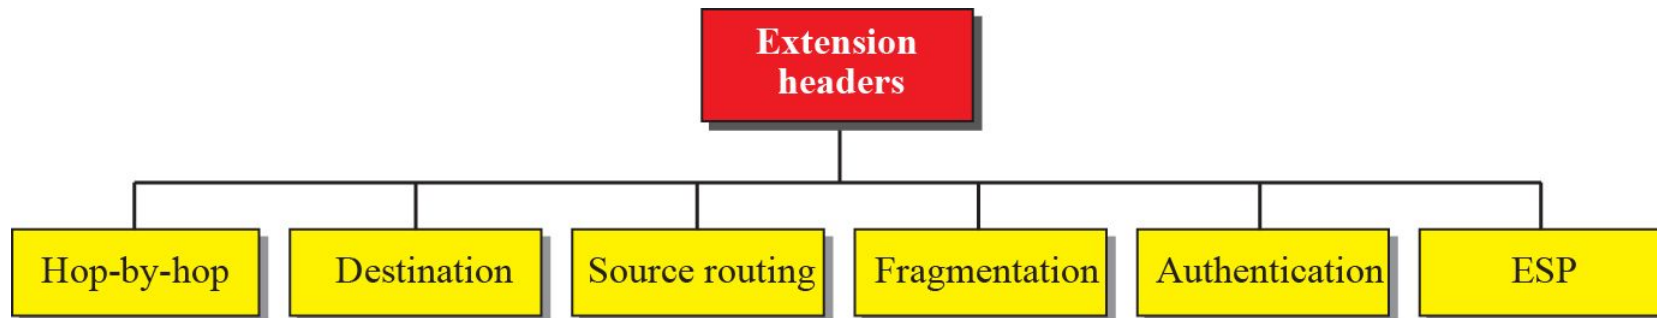 Extension
headers
Hop-by-hop
Destination
Source routing
Fragmentation
Authentication
ESP